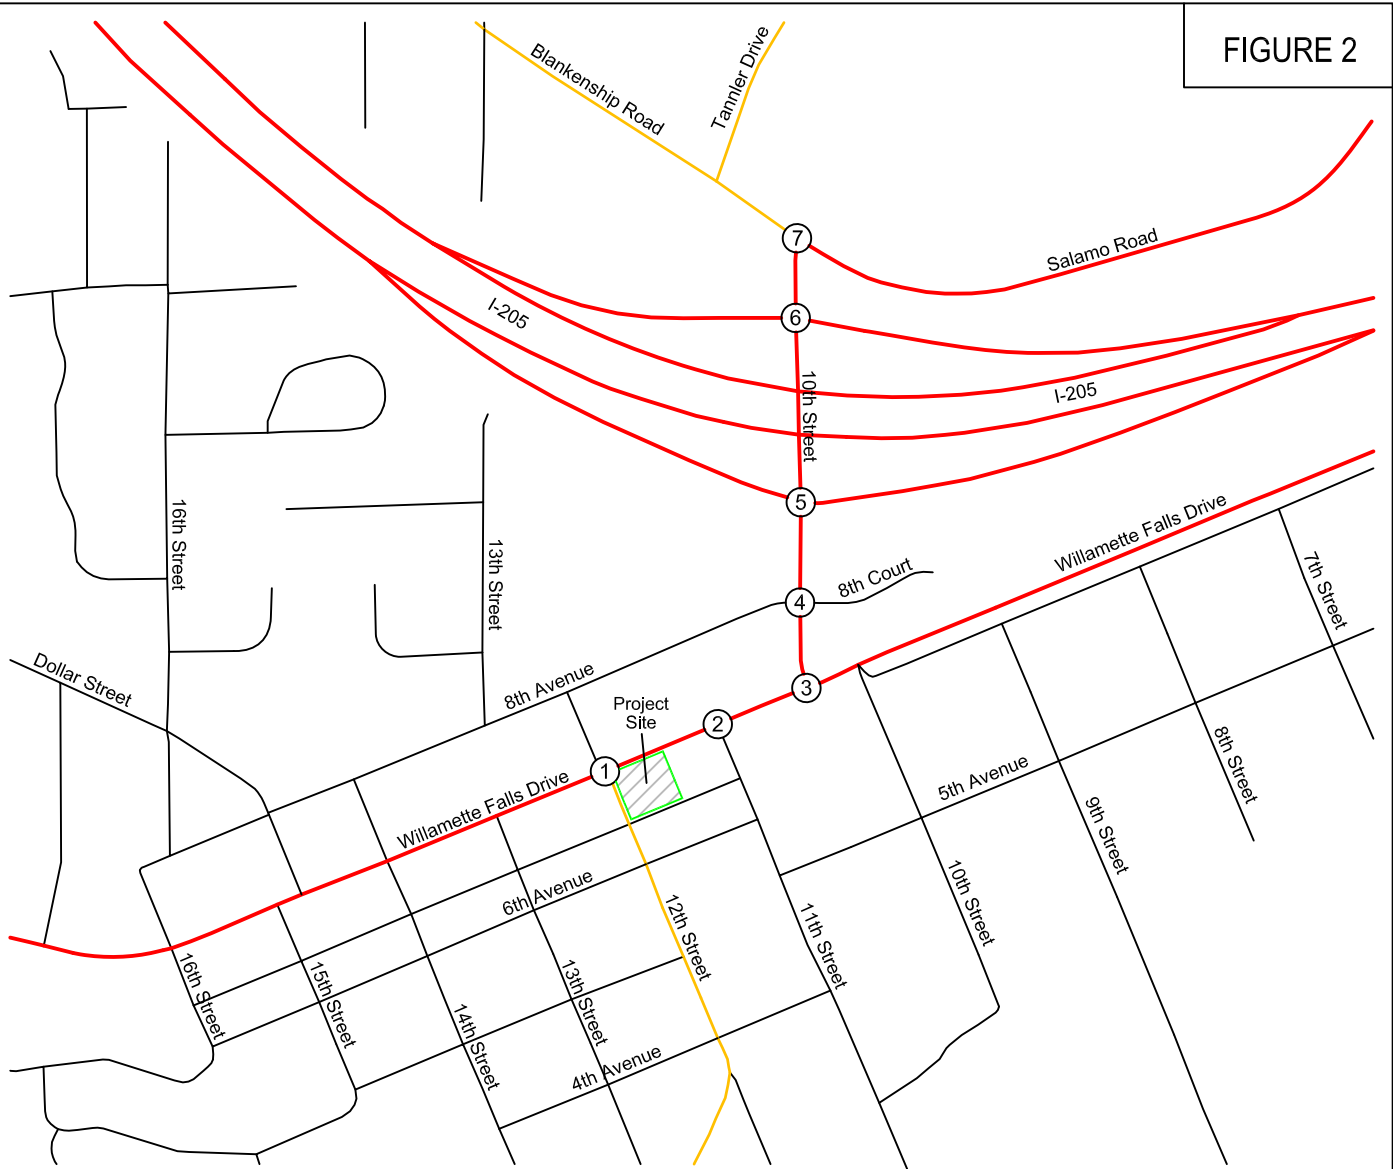 FIGURE 2
Blankenship Road
Tannler Drive
7
Salamo Road
6
I-205
10th Street
I-205
5
16th Street
13th Street
Willamette Falls Drive
7th Street
4
8th Court
Dollar Street
8th Avenue
3
Project
Site
2
1
Willamette Falls Drive
8th Street
5th Avenue
9th Street
6th Avenue
10th Street
12th Street
11th Street
16th Street
15th Street
13th Street
14th Street
4th Avenue